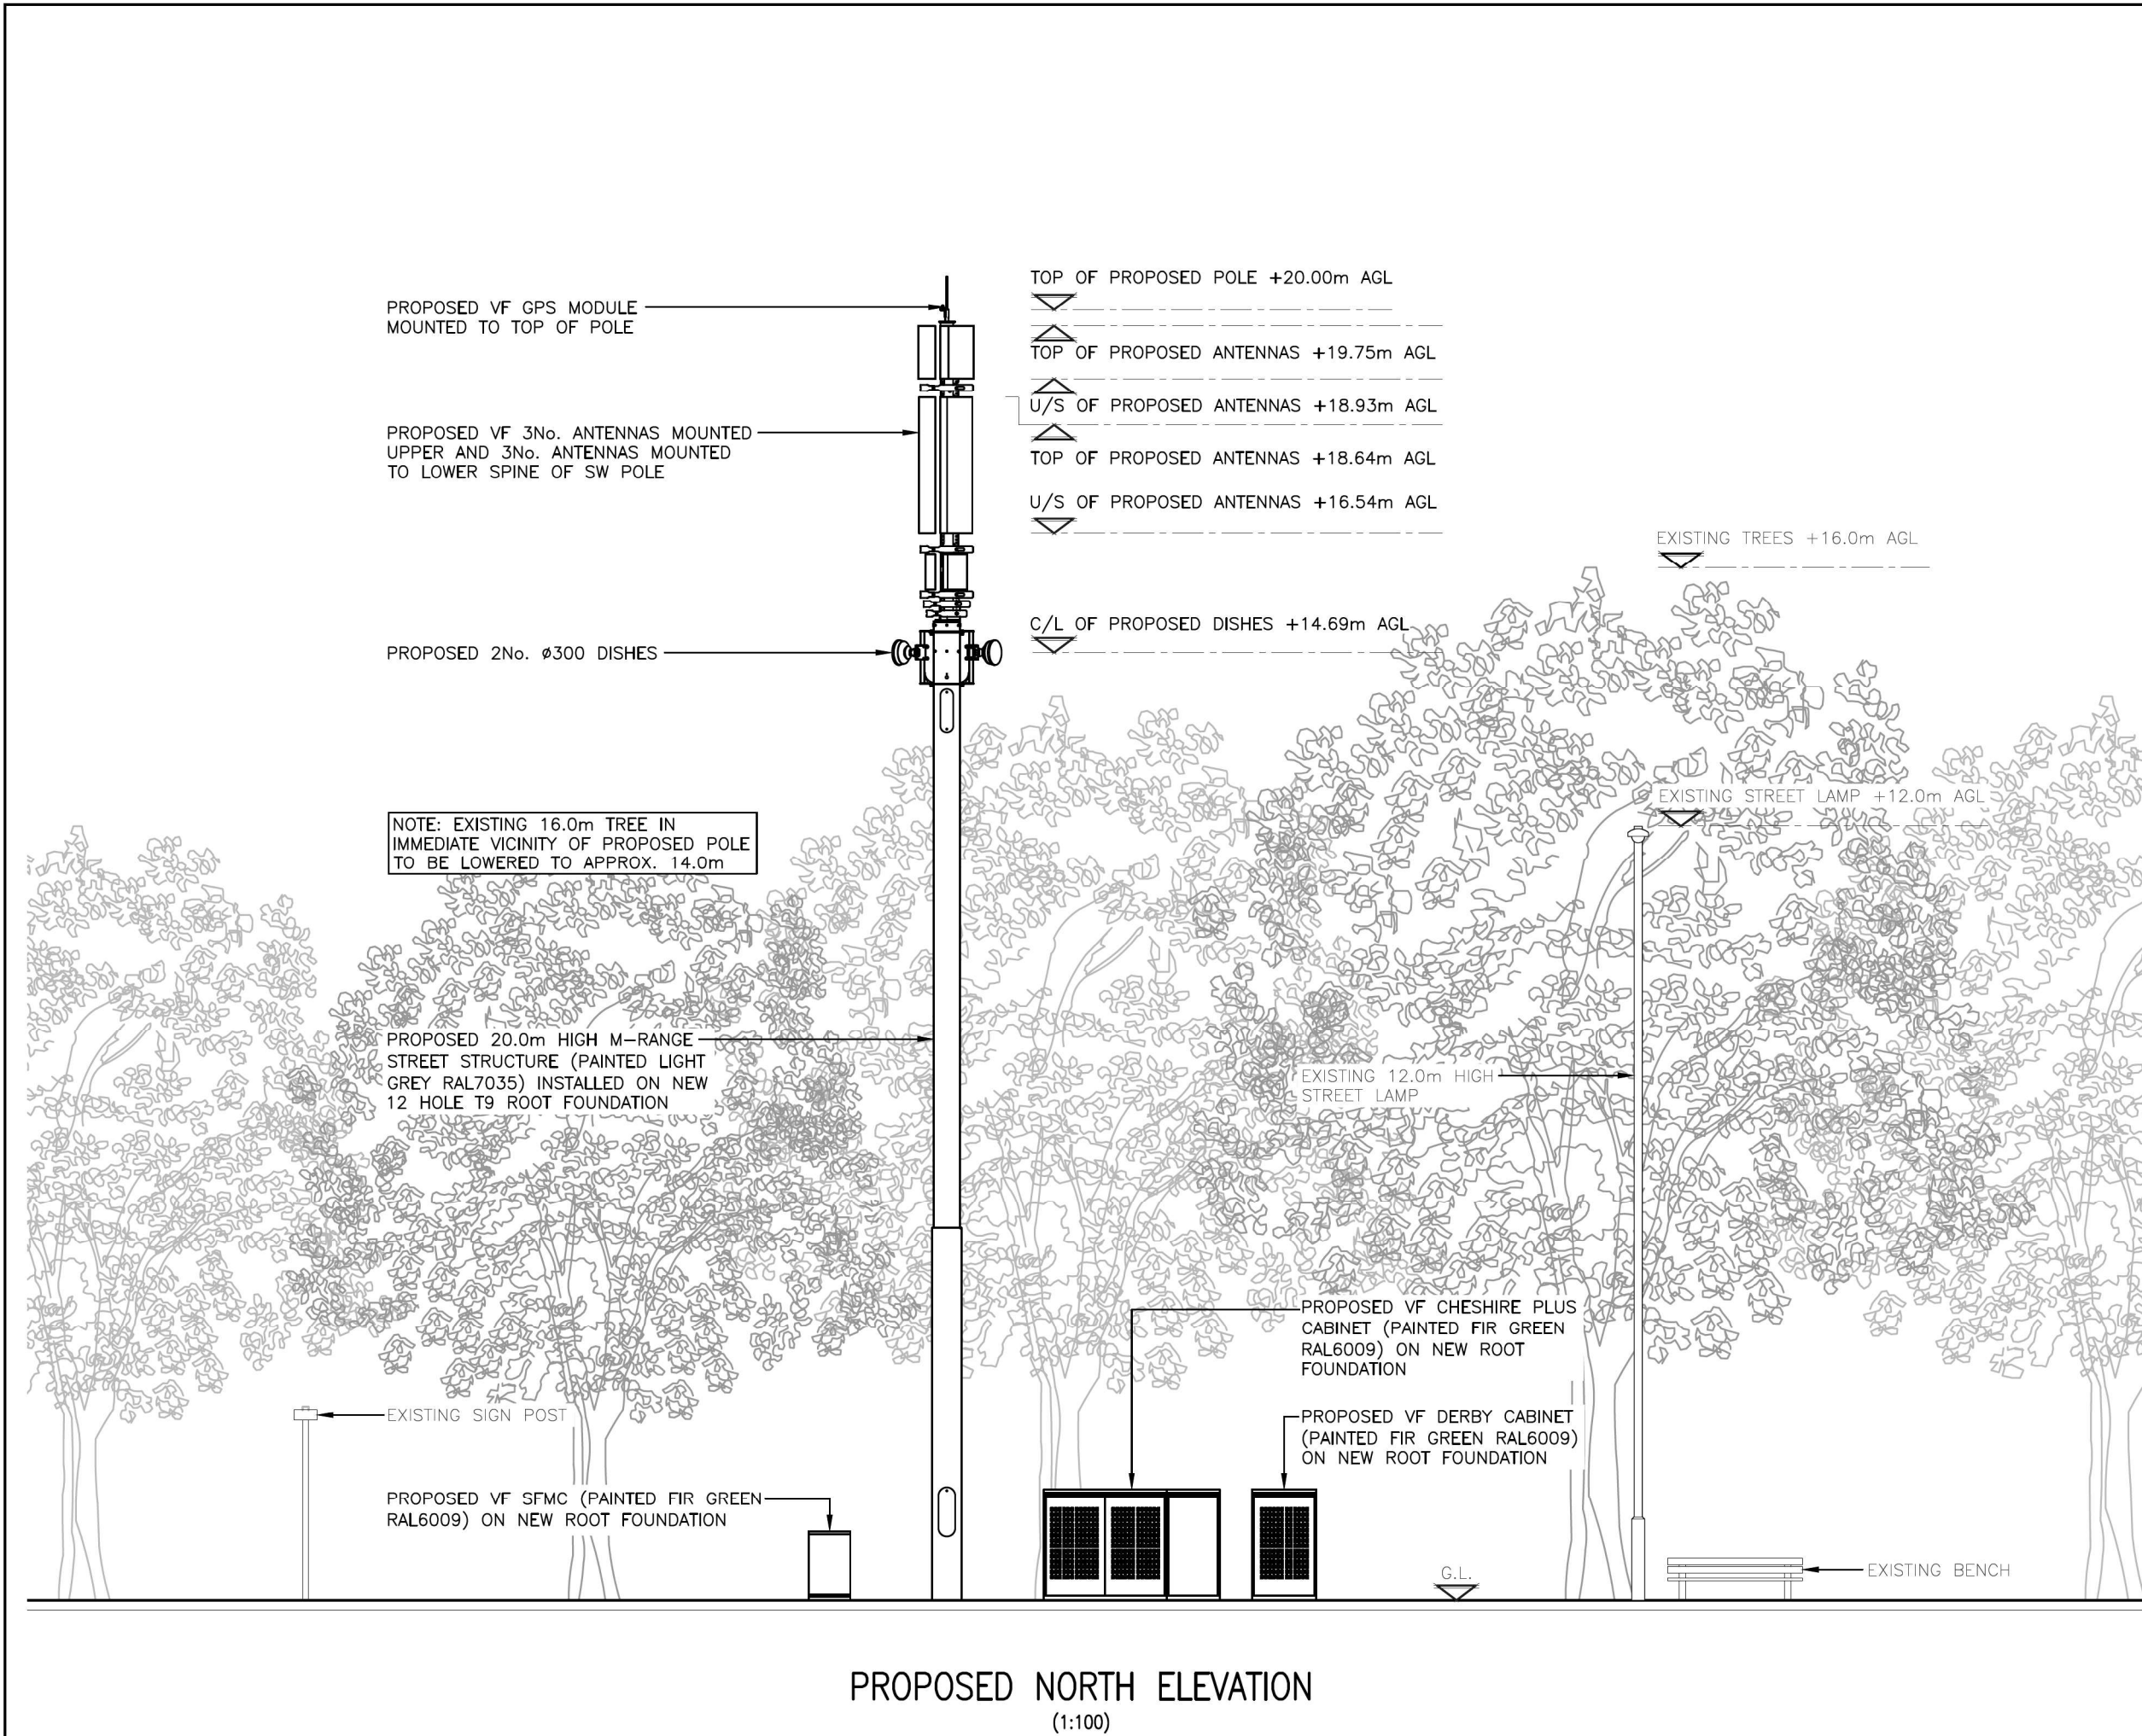 PROPOSED VF GPS MODULE
MOUNTED TO TOP OF POLE
PROPOSED VF 3No. ANTENNAS MOUNTED
UPPER AND 3No. ANTENNAS MOUNTED
TO LOWER SPINE OF SW POLE
PROPOSED 2No. ø300 DISHES
TOP OF PROPOSED POLE +20.00m AGL
TOP OF PROPOSED ANTENNAS +19.75m AGL
U/S OF PROPOSED ANTENNAS +18.93m AGL
TOP OF PROPOSED ANTENNAS +18.64m AGL
U/S OF PROPOSED ANTENNAS +16.54m AGL
C/L OF PROPOSED DISHES +14.69m AGL
EXISTING TREES +16.0m AGL
EXISTING STREET LAMP +12.0m AGL
NOTE: EXISTING 16.0m TREE IN
IMMEDIATE VICINITY OF PROPOSED POLE
TO BE LOWERED TO APPROX. 14.0m
PROPOSED 20.0m HIGH M-RANGE
STREET STRUCTURE (PAINTED LIGHT
GREY RAL7035) INSTALLED ON NEW
12 HOLE T9 ROOT FOUNDATION
EXISTING 12.0m HIGH
STREET LAMP
PROPOSED VF CHESHIRE PLUS
CABINET (PAINTED FIR GREEN
RAL6009) ON NEW ROOT
FOUNDATION
EXISTING SIGN POST
PROPOSED VF DERBY CABINET
(PAINTED FIR GREEN RAL6009)
ON NEW ROOT FOUNDATION
PROPOSED VF SFMC (PAINTED FIR GREEN
RAL6009) ON NEW ROOT FOUNDATION
G.L.
EXISTING BENCH
PROPOSED NORTH ELEVATION
(1:100)